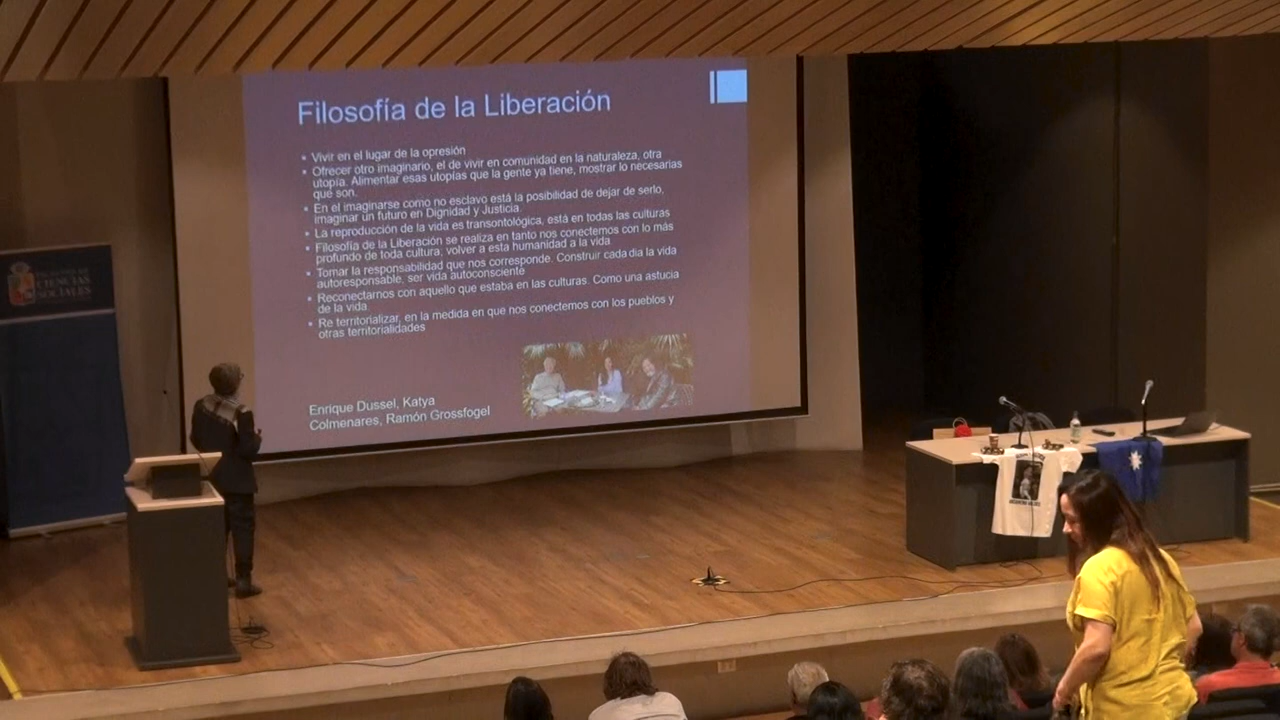 Filosofía de la Liberación
Vivir en el lugar de la opresión
Ofrecer otro imaginario, el de vivir en comunidad en la naturaleza, otra
utopía. Alimentar esas utopías que la gente ya tiene, mostrar lo necesarias
que son.
En el imaginarse como no esclavo está la posibilidad de dejar de serlo,
imaginar un futuro en Dignidad y Justicia.
La reproducción de la vida es transontológica, está en todas las culturas
Filosofía de la Liberación se realiza en tanto nos conectemos con lo más
profundo de toda cultura, volver a esta humanidad a la vida
Tomar la responsabilidad que nos corresponde. Construir cada dia la vida
autoresponsable, ser vida autoconsciente
Reconectarnos con aquello que estaba en las culturas. Como una astucia
de la vida
Re territorializar, en la medida en que nos conectemos con los pueblos y
otras territorialidades
Enrique Dussel, Katya
Colmenares, Ramón Grossfogel
CIENCIAS
SOCIALES